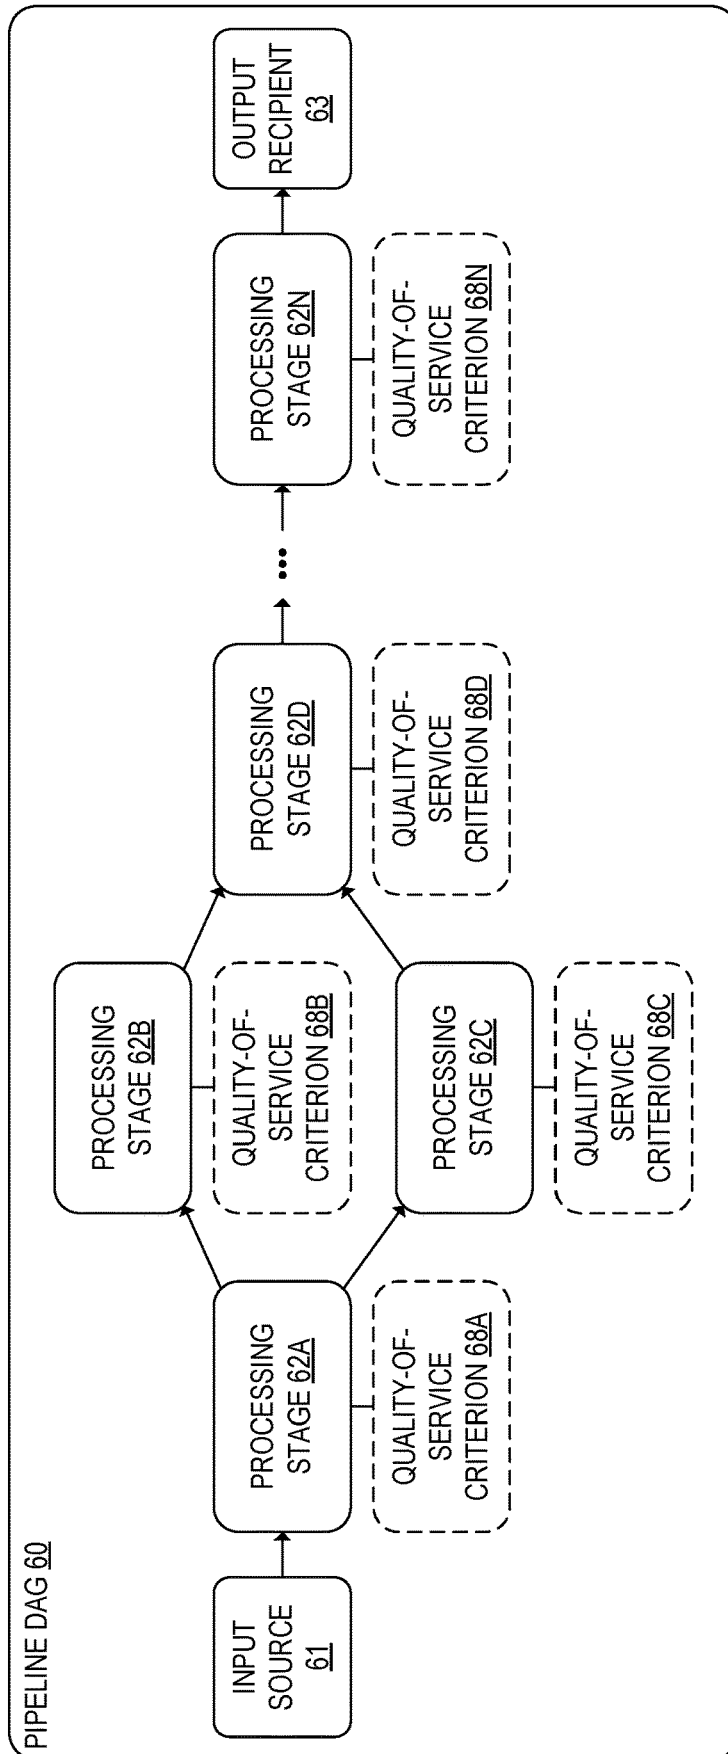 PIPELINE DAG 60
INPUT
SOURCE
61
PROCESSING
STAGE 62A
QUALITY-OF-
SERVICE
CRITERION 68A
PROCESSING
STAGE 62B
QUALITY-OF-
SERVICE
CRITERION 68B
PROCESSING
STAGE 62C
QUALITY-OF-
SERVICE
CRITERION 68C
PROCESSING
STAGE 62D
QUALITY-OF-
SERVICE
CRITERION 68D
...
PROCESSING
STAGE 62N
QUALITY-OF-
SERVICE
CRITERION 68N
OUTPUT
RECIPIENT
63